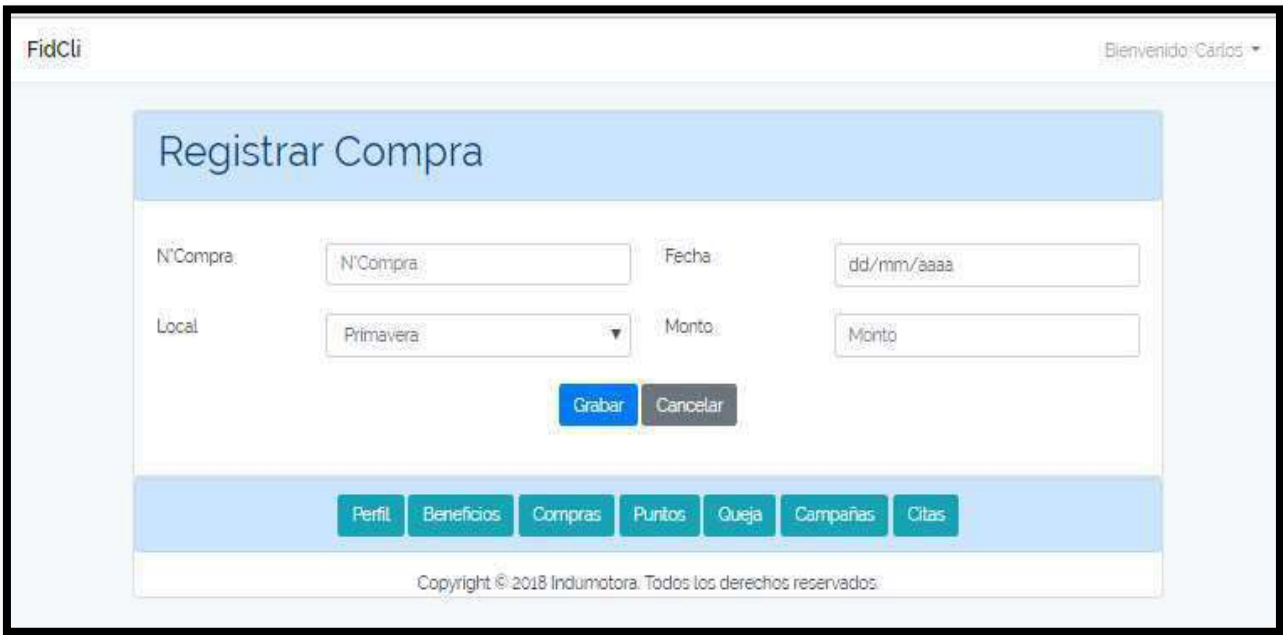 FidCli
Bienvenido: Carlos
Registrar Compra
N°Compra N°Compra Fecha dd/mm/aaaa
Local Primavera Monto Monto
Grabar Cancelar
Perfil Beneficios Compras Puntos Queja Campañas Citas
Copyright © 2018 Indumotora. Todos los derechos reservados.